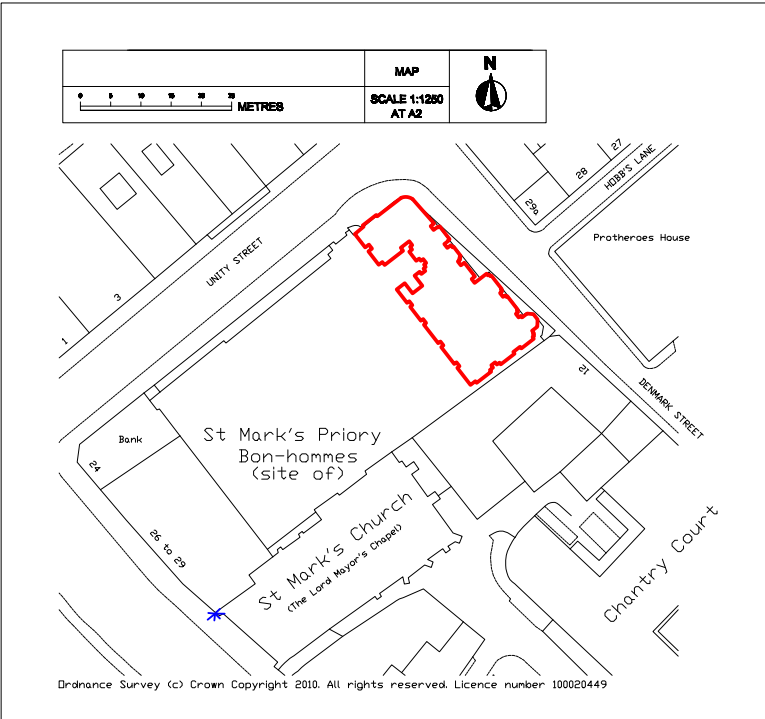 MAP
N
0 5 10 15 20 25
METRES
SCALE 1:1250
AT A2
27
28
HOBB'S LANE
29a
Protheroes House
UNITY STREET
3
1
21
DENMARK STREET
Bank
St Mark's Priory
Bon-hommes
(site of)
24
26 to 29
St Mark's Church
(The Lord Mayor's Chapel)
Chantry Court
Ordnance Survey (c) Crown Copyright 2010. All rights reserved. Licence number 100020449